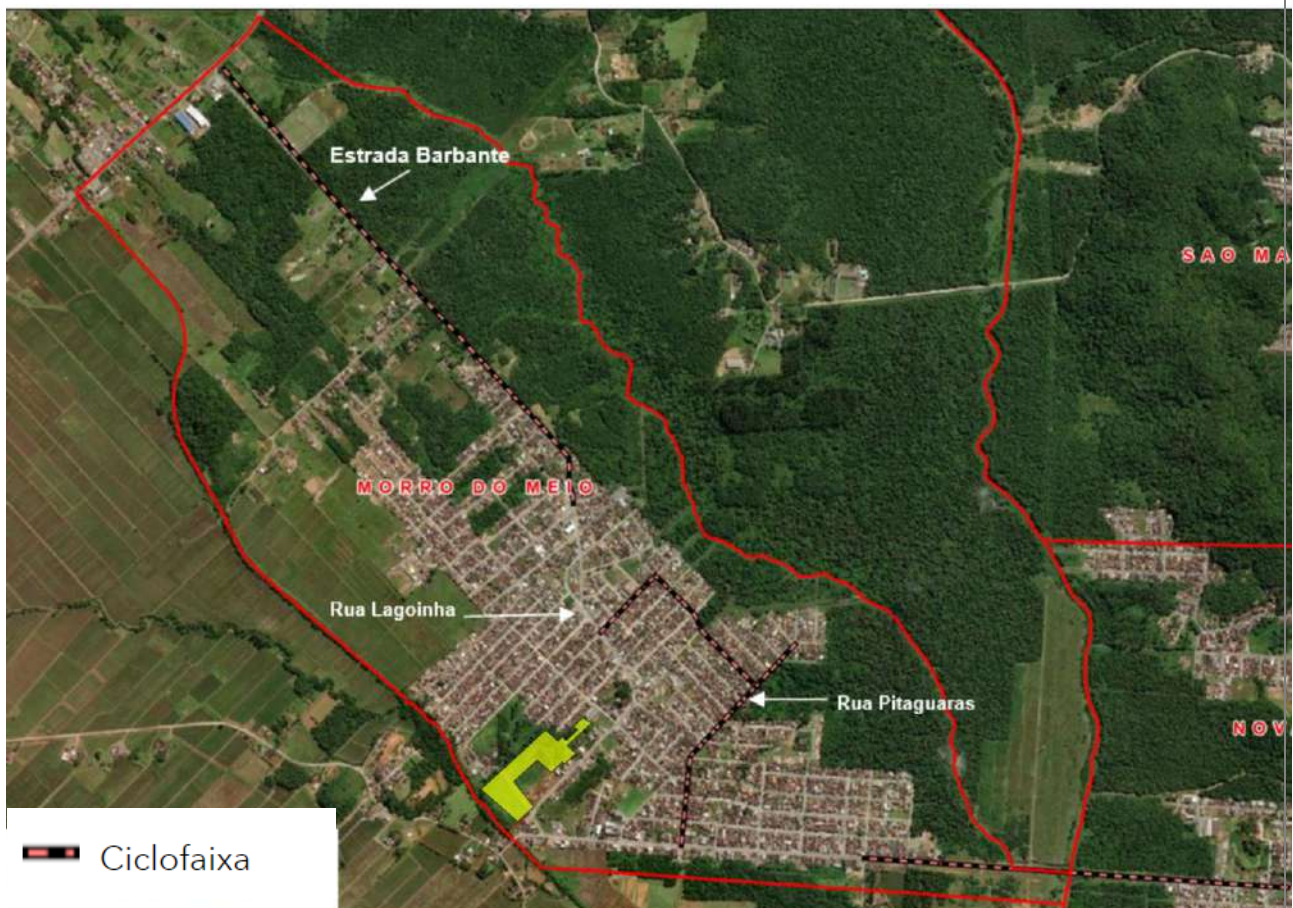 Estrada Barbante
SAO MA
MORRO DO MEIO
Rua Lagoinha
Rua Pitaguaras
NOV
Ciclofaixa